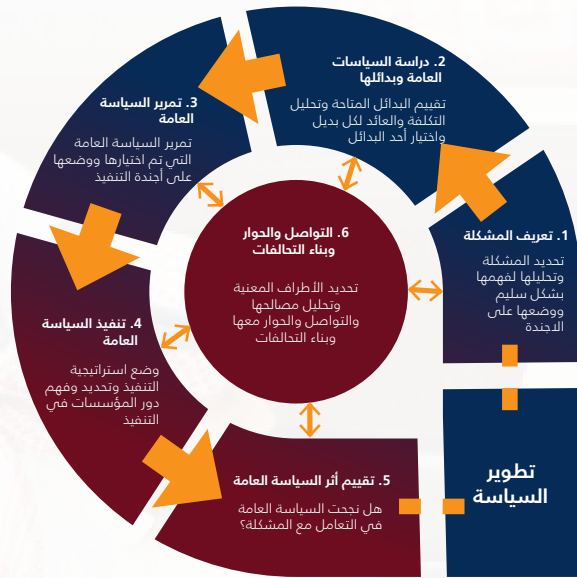 1. تعريف المشكلة
تحديد المشكلة
وتحليلها لفهمها
بشكل سليم
ووضعها على
الاجندة
2. دراسة السياسات
العامة وبدائلها
تقييم البدائل المتاحة وتحليل
التكلفة والعائد لكل بديل
واختيار أحد البدائل
3. تمرير السياسة
العامة
تمرير السياسة العامة
التي تم اختيارها ووضعها
على أجندة التنفيذ
4. تنفيذ السياسة
العامة
وضع استراتيجية
التنفيذ وتحديد وفهم
دور المؤسسات في
التنفيذ
5. تقييم أثر السياسة العامة
هل نجحت السياسة العامة
في التعامل مع المشكلة؟
6. التواصل والحوار
وبناء التحالفات
تحديد الأطراف المعنية
وتحليل مصالحها
والتواصل والحوار معها
وبناء التحالفات
تطوير
السياسة